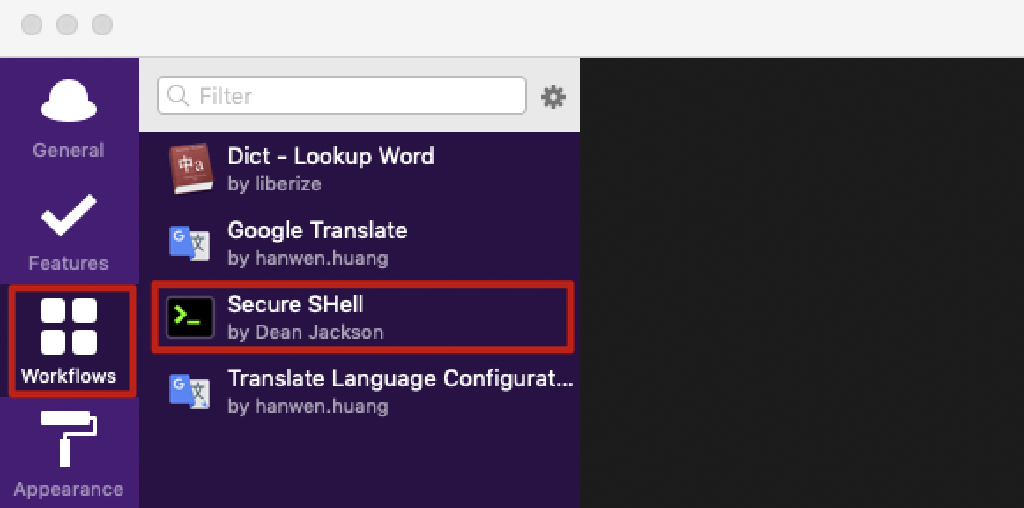 Filter
General
Features
Workflows
Appearance
中a
Dict - Lookup Word
by liberize
G 文
Google Translate
by hanwen.huang
>_
Secure SHell
by Dean Jackson
G 文
Translate Language Configurat...
by hanwen.huang